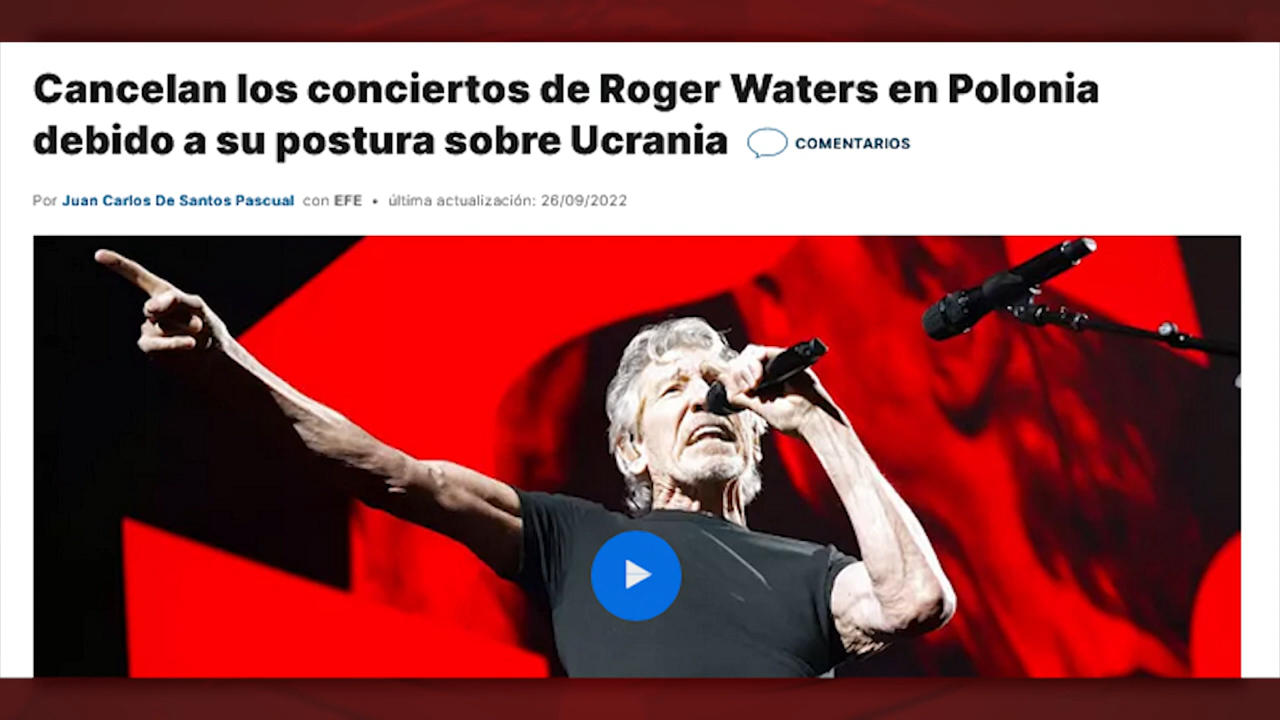 Cancelan los conciertos de Roger Waters en Polonia
debido a su postura sobre Ucrania COMENTARIOS
Por Juan Carlos De Santos Pascual con EFE • última actualización: 26/09/2022